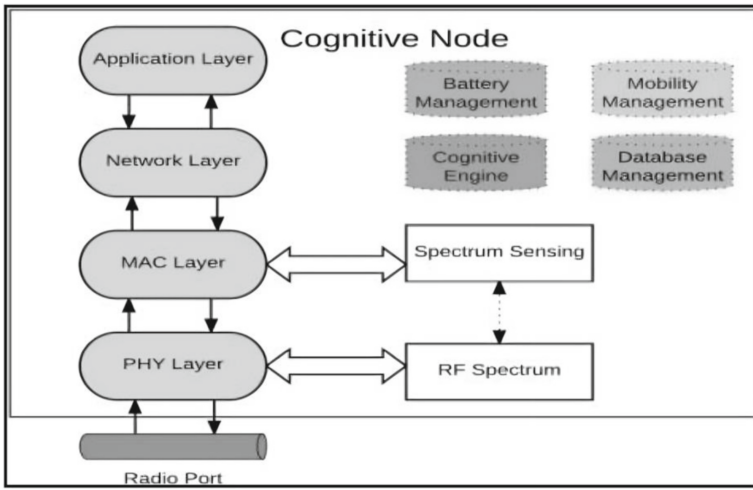 Cognitive Node
Application Layer
Network Layer
MAC Layer
PHY Layer
Radio Port
Battery
Management
Mobility
Management
Cognitive
Engine
Database
Management
Spectrum Sensing
RF Spectrum